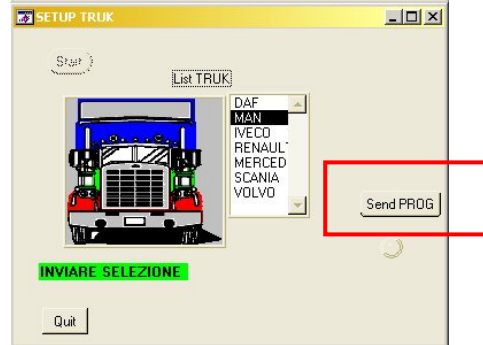 SETUP TRUK
Start
List TRUK
DAF
MAN
IVECO
RENAULT
MERCED
SCANIA
VOLVO
Send PROG
INVIARE SELEZIONE
Quit